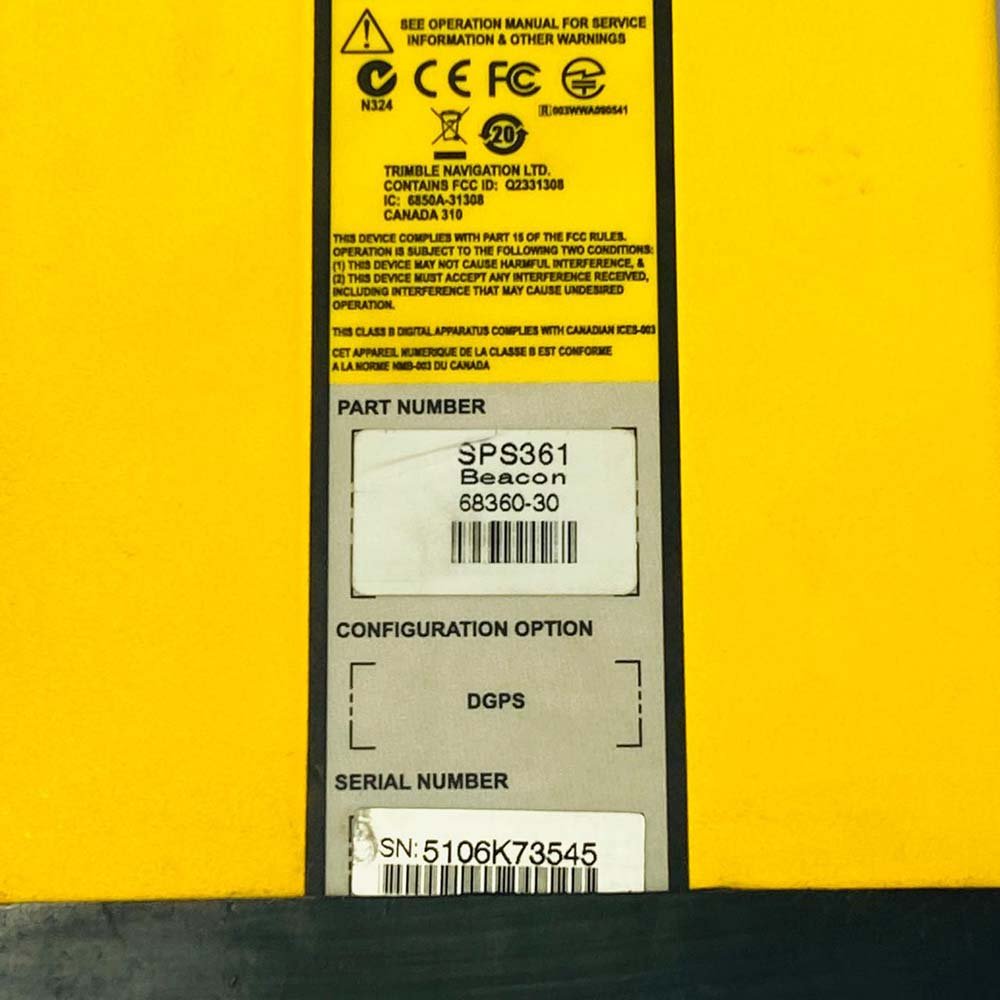 SEE OPERATION MANUAL FOR SERVICE
INFORMATION & OTHER WARNINGS
CE FC
N324
R 003WWA090541
20
TRIMBLE NAVIGATION LTD.
CONTAINS FCC ID: Q2331308
IC: 6850A-31308
CANADA 310
THIS DEVICE COMPLIES WITH PART 15 OF THE FCC RULES.
OPERATION IS SUBJECT TO THE FOLLOWING TWO CONDITIONS:
(1) THIS DEVICE MAY NOT CAUSE HARMFUL INTERFERENCE, &
(2) THIS DEVICE MUST ACCEPT ANY INTERFERENCE RECEIVED,
INCLUDING INTERFERENCE THAT MAY CAUSE UNDESIRED
OPERATION.
THIS CLASS B DIGITAL APPARATUS COMPLIES WITH CANADIAN ICES-003
CET APPAREIL NUMERIQUE DE LA CLASSE B EST CONFORME
A LA NORME NMB-003 DU CANADA
PART NUMBER
SPS361
Beacon
68360-30
CONFIGURATION OPTION
DGPS
SERIAL NUMBER
SN: 5106K73545